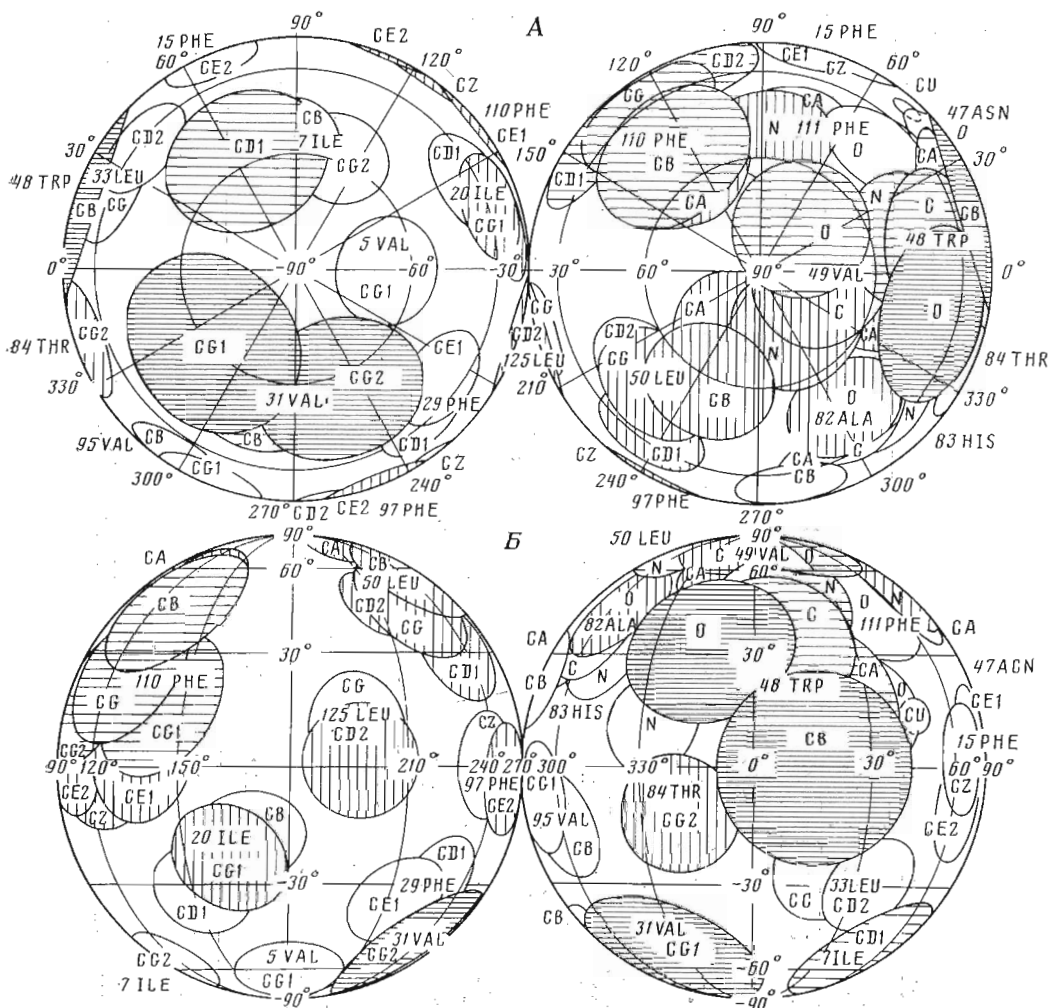 А
90°
15 PHE
60°
CE2
CE2
120°
CZ
110 PHE
CE1
CD2
CB
CD1
7 ILE
CG2
CD1
30°
33 LEU
20 ILE
48 TRP
CB
CG
CG1
5 VAL
0°
-90°
-60°
-30°
CG1
CG2
CG1
CE1
CG2
84 THR
31 VAL
330°
29 PHE
95 VAL
CB
CB
CD1
CG1
CZ
300°
240°
270°
CD2
CE2
97 PHE
90°
15 PHE
120
CD2
CE1
60°
CZ
CU
CG
CA
47 ASN
N
111 PHE
O
O
150°
110 PHE
CB
CA
30°
CD1
CA
N
C
CB
O
48 TRP
30°
60°
90°
49 VAL
0°
CG
CA
C
O
CD2
CD2
CA
125 LEU
CG
N
84 THR
210°
50 LEU
O
330°
CB
82 ALA
N
CD1
C
83 HIS
CZ
CA
240°
CB
300°
97 PHE
270°
Б
90°
CA
CA
CB
60°
50 LEU
CB
CD2
CG
30°
110 PHE
CD1
CG
CG
CG1
125 LEU
CD2
CZ
CG2
90°
120°
150°
210°
240°
270°
97 PHE
CE2
CE1
CE2
CZ
CB
20 ILE
CG1
-30°
CD1
29 PHE
CD1
CE1
31 VAL
CG2
5 VAL
CG2
CG1
7 ILE
-90°
90°
50 LEU
C
49 VAL
O
N
60°
CA
N
O
O
82 ALA
111 PHE
CA
CA
O
C
30°
47 ASN
C
48 TRP
CA
CB
N
O
CE1
83 HIS
CU
N
CB
15 PHE
300°
330°
0°
30°
60°
90°
CG1
84 THR
CZ
95 VAL
CG2
CE2
CB
-30°
33 LEU
CG
CD2
CB
31 VAL
CD1
CG1
7 ILE
-60°
-90°